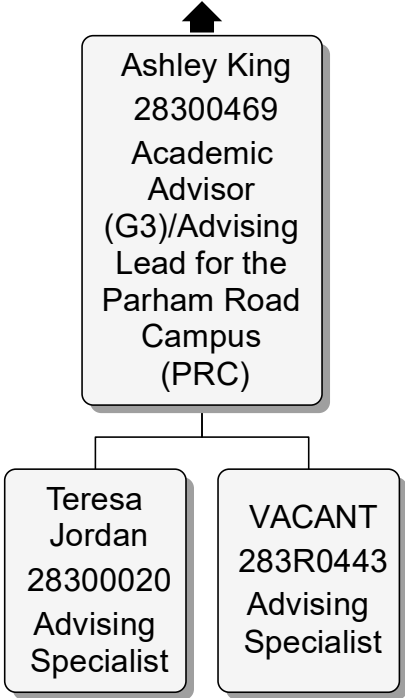 Ashley King
28300469
Academic
Advisor
(G3)/Advising
Lead for the
Parham Road
Campus
(PRC)
Teresa
Jordan
28300020
Advising
Specialist
VACANT
283R0443
Advising
Specialist